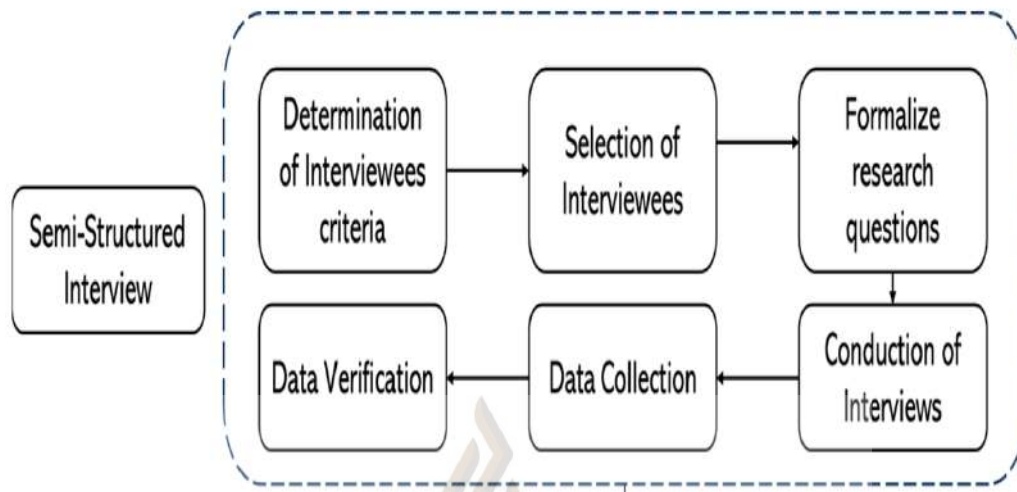 Semi-Structured
Interview
Determination
of Interviewees
criteria
Selection of
Interviewees
Formalize
research
questions
Conduction of
Interviews
Data Collection
Data Verification